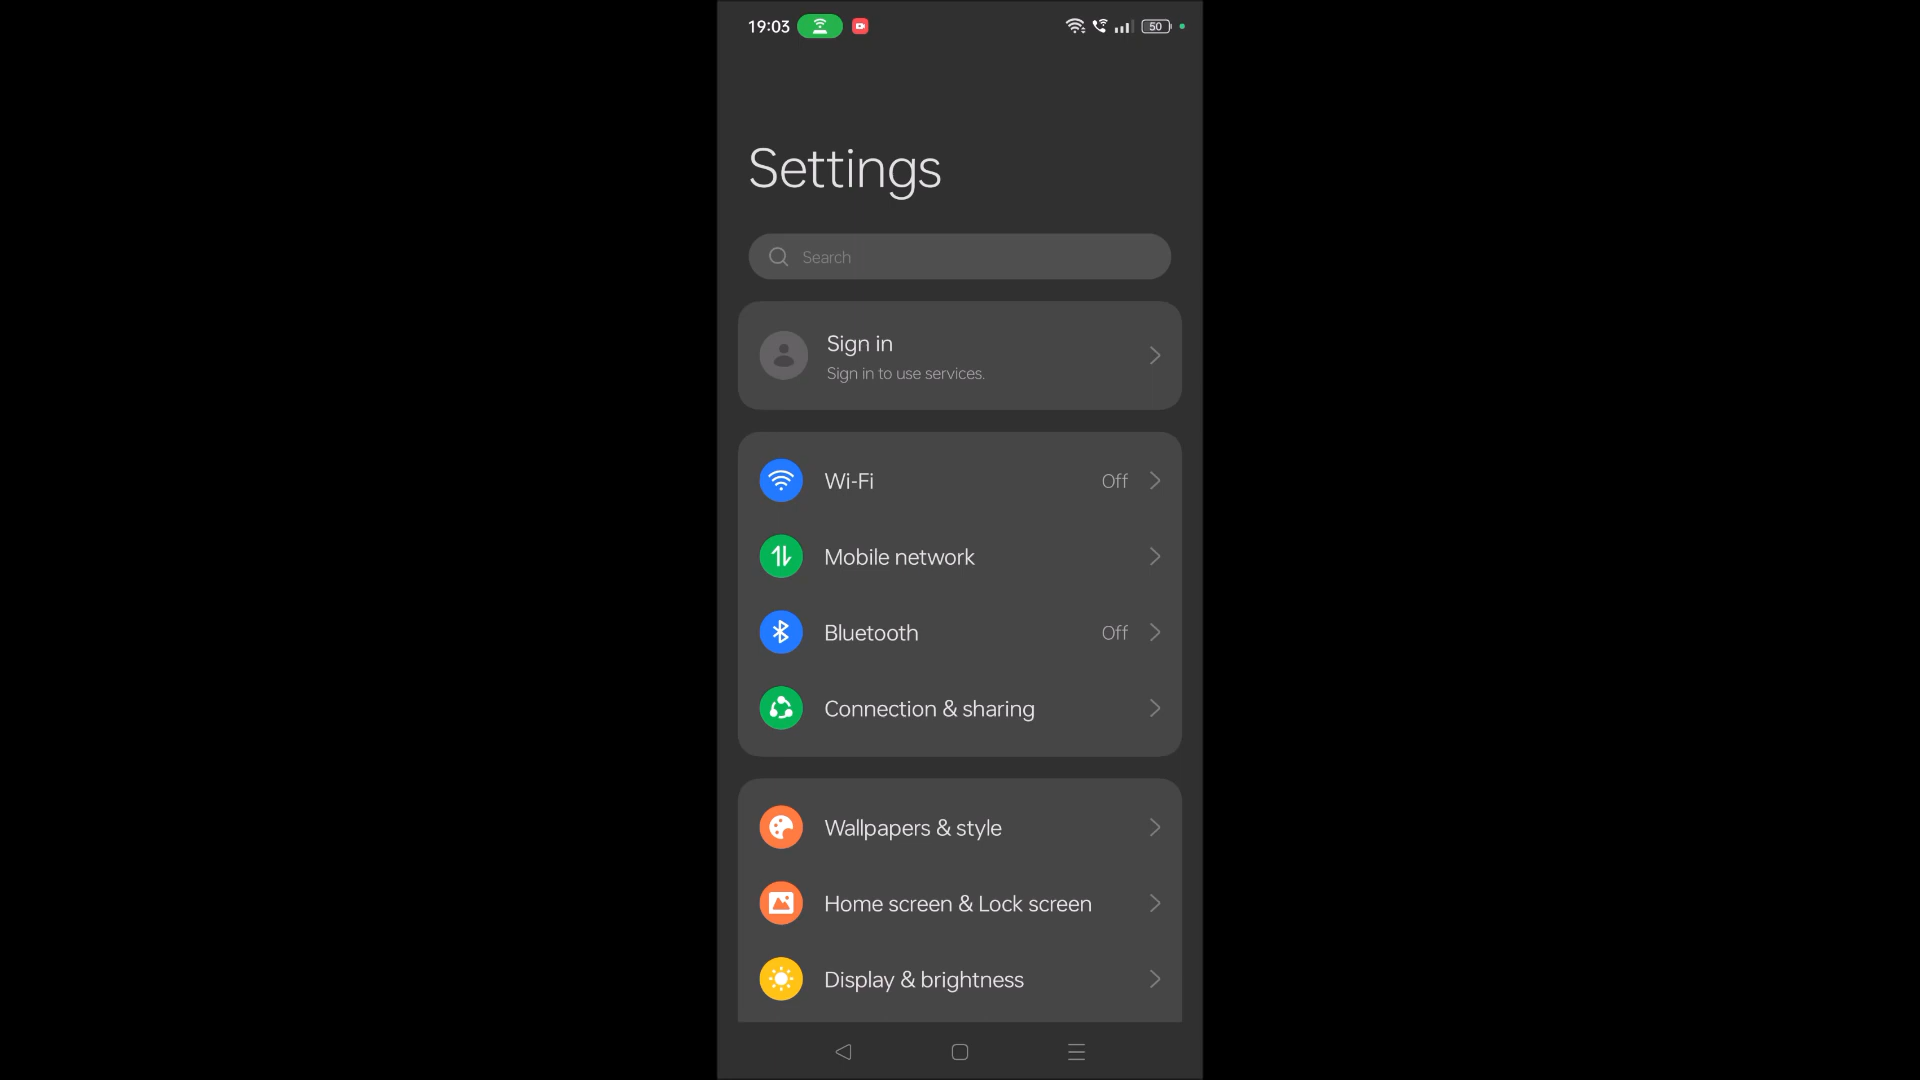 19:03
50
Settings
Search
Sign in
Sign in to use services.
Wi-Fi Off
Mobile network
Bluetooth Off
Connection & sharing
Wallpapers & style
Home screen & Lock screen
Display & brightness